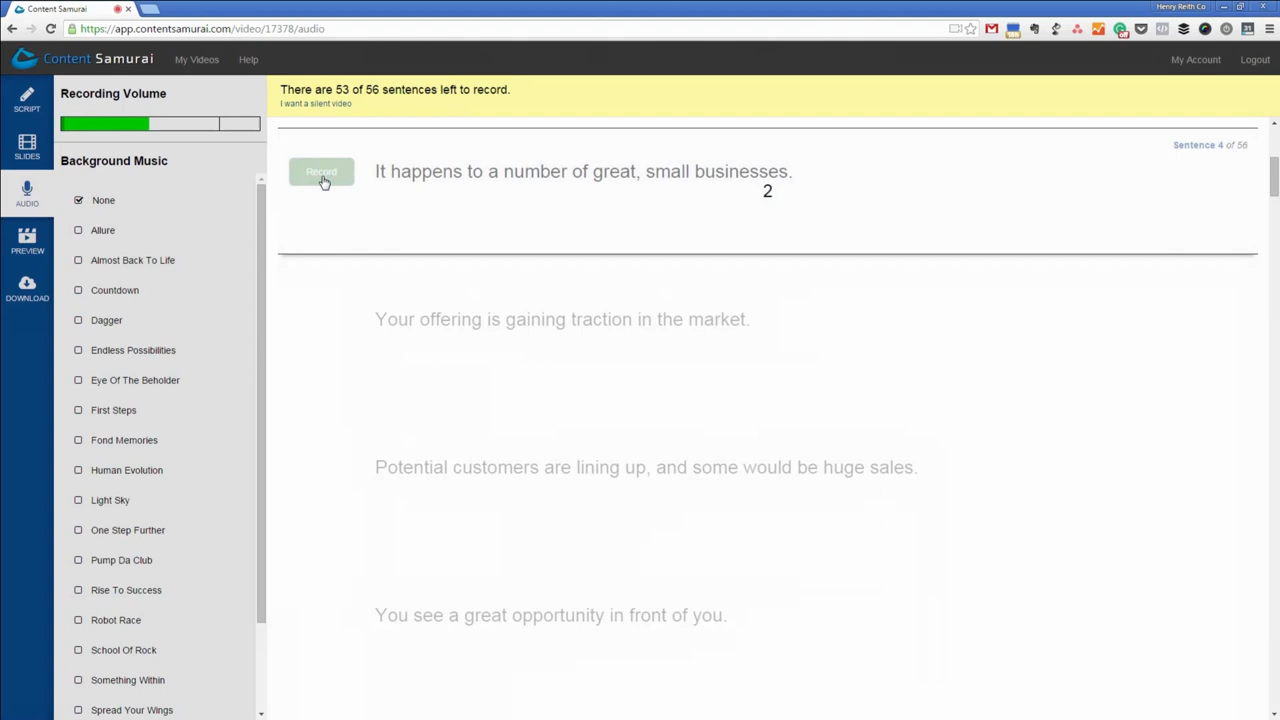 Content Samurai
Henry Reith Co
https://app.contentsamurai.com/video/17378/audio
Content Samurai
My Videos
Help
My Account
Logout
SCRIPT
SLIDES
AUDIO
PREVIEW
DOWNLOAD
Recording Volume
Background Music
None
Allure
Almost Back To Life
Countdown
Dagger
Endless Possibilities
Eye Of The Beholder
First Steps
Fond Memories
Human Evolution
Light Sky
One Step Further
Pump Da Club
Rise To Success
Robot Race
School Of Rock
Something Within
Spread Your Wings
There are 53 of 56 sentences left to record.
I want a silent video
Sentence 4 of 56
Record
It happens to a number of great, small businesses.
2
Your offering is gaining traction in the market.
Potential customers are lining up, and some would be huge sales.
You see a great opportunity in front of you.